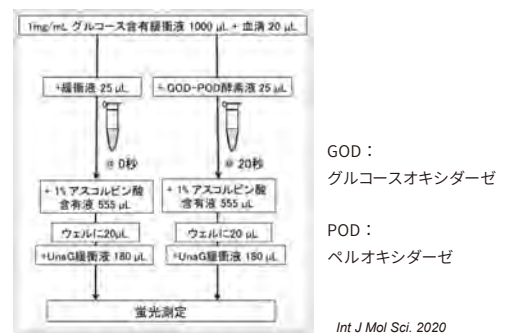 1mg/mL グルコース含有緩衝液 1000 μL + 血清 20 μL
+緩衝液 25 μL
+ GOD-POD酵素液 25 μL
@ 0秒
@ 20秒
+ 1% アスコルビン酸
含有液 555 μL
+ 1% アスコルビン酸
含有液 555 μL
ウェルに20μL
ウェルに20 μL
+UnaG緩衝液 180 μL
+UnaG緩衝液 180 μL
蛍光測定
GOD：
グルコースオキシダーゼ
POD：
ペルオキシダーゼ
Int J Mol Sci. 2020